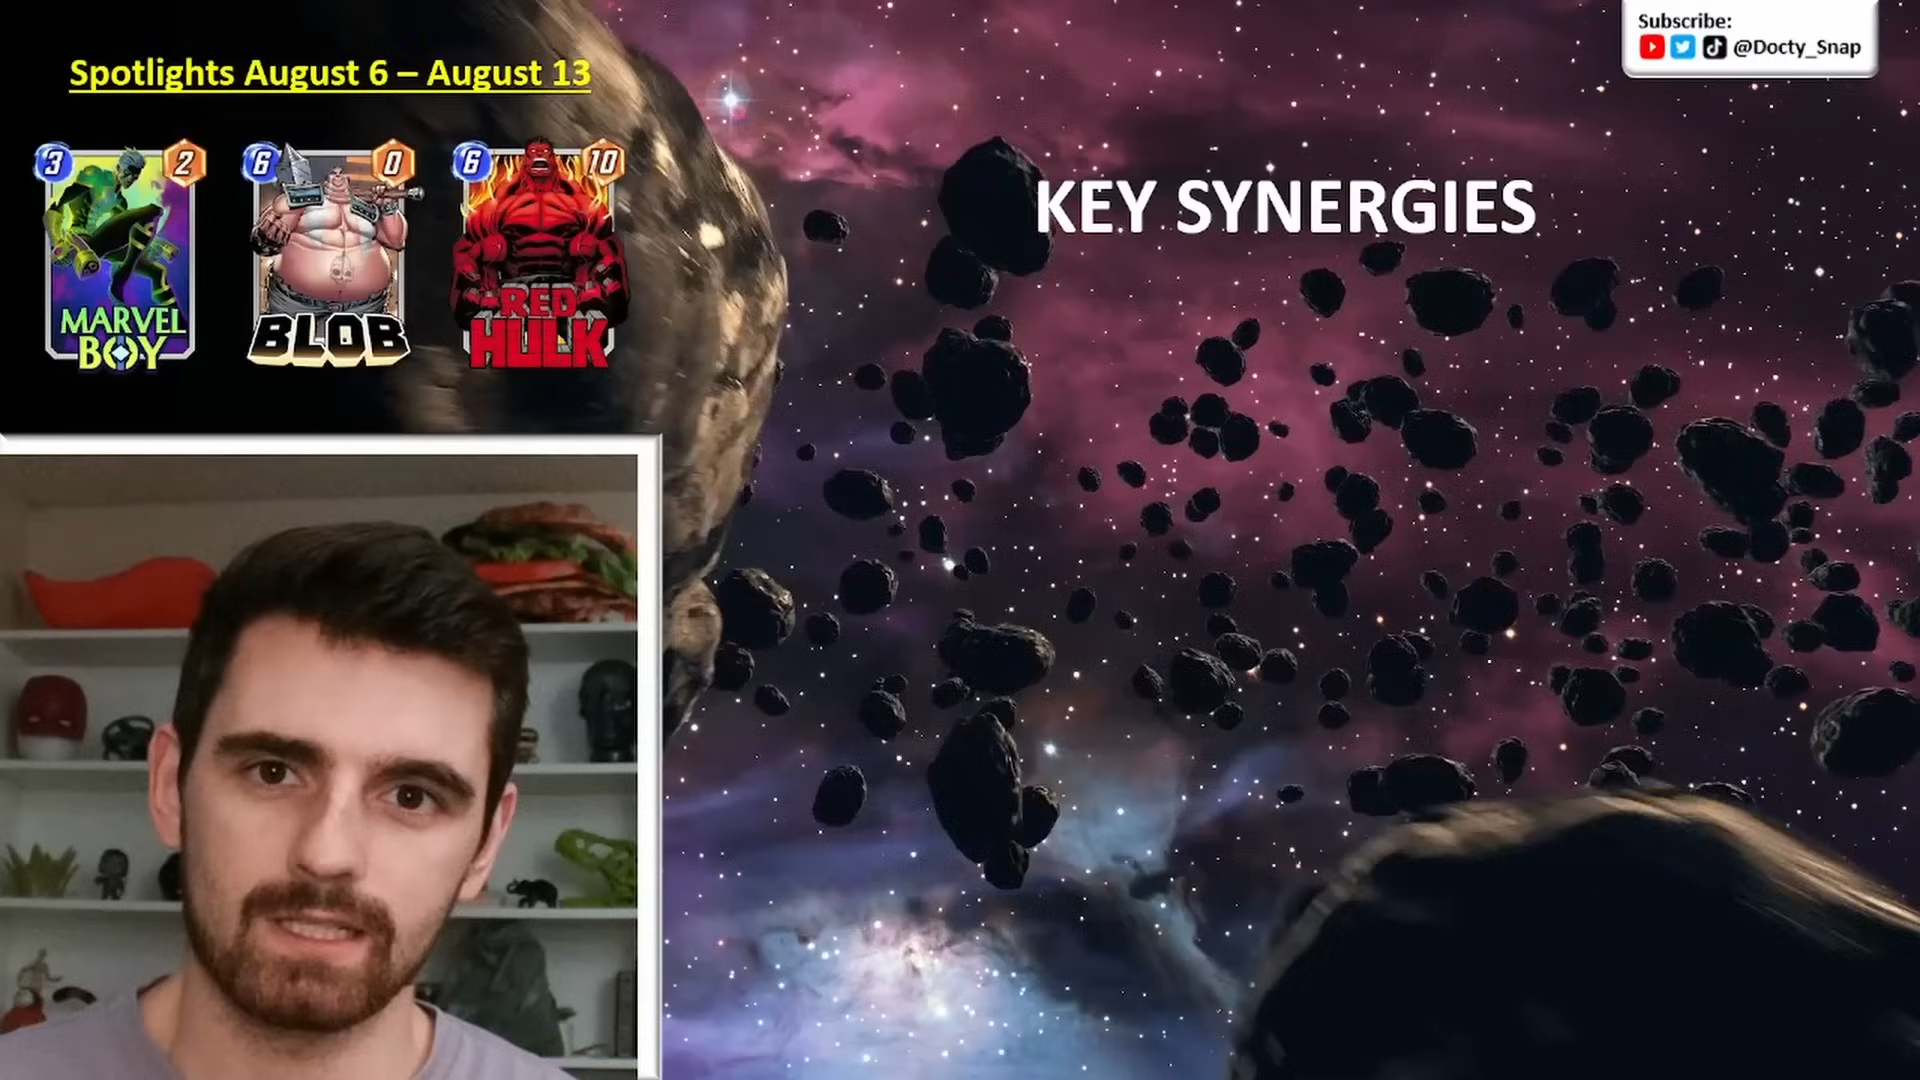 Subscribe:
@Docty_Snap
Spotlights August 6 – August 13
3
2
6
0
6
10
MARVEL
BOY
BLOB
RED
HULK
KEY SYNERGIES